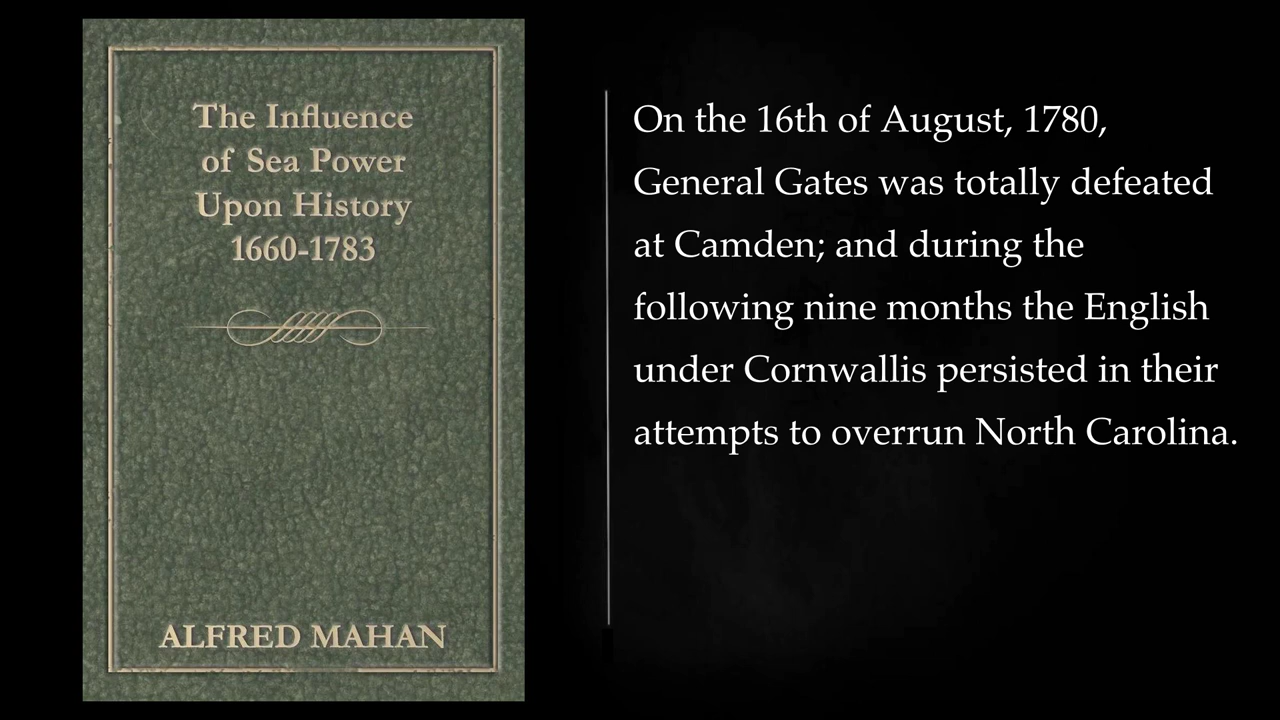 The Influence
of Sea Power
Upon History
1660-1783
ALFRED MAHAN
On the 16th of August, 1780,
General Gates was totally defeated
at Camden; and during the
following nine months the English
under Cornwallis persisted in their
attempts to overrun North Carolina.